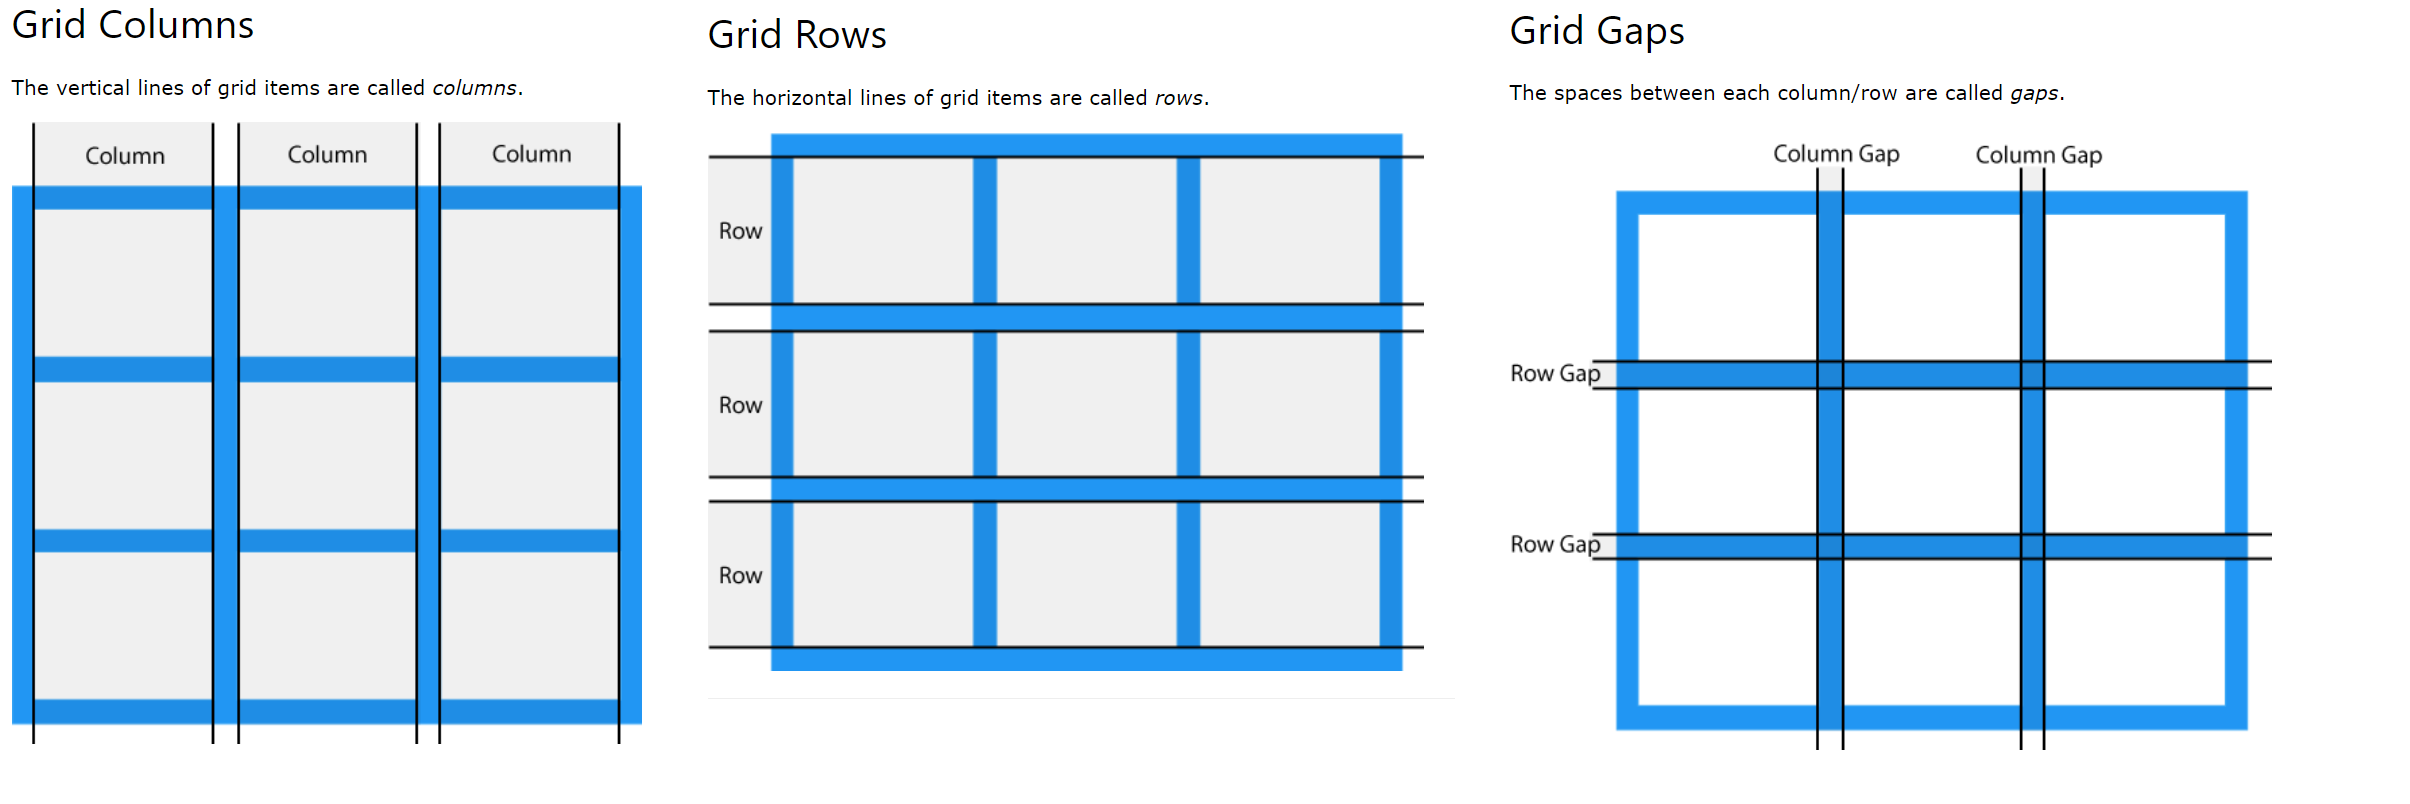 Grid Columns
The vertical lines of grid items are called columns.
Column Column Column
Grid Rows
The horizontal lines of grid items are called rows.
Row
Row
Row
Grid Gaps
The spaces between each column/row are called gaps.
Column Gap Column Gap
Row Gap
Row Gap